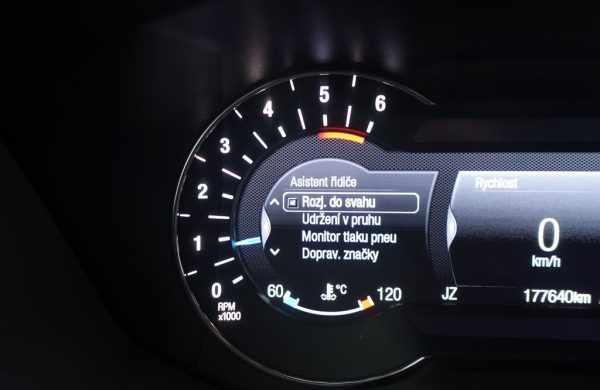 6
5
4
3
2
1
0
RPM
x1000
Asistent řidiče
Rozj. do svahu
Udržení v pruhu
Monitor tlaku pneu
Doprav. značky
60 °C 120
Rychlost
0
km/h
JZ 177640km